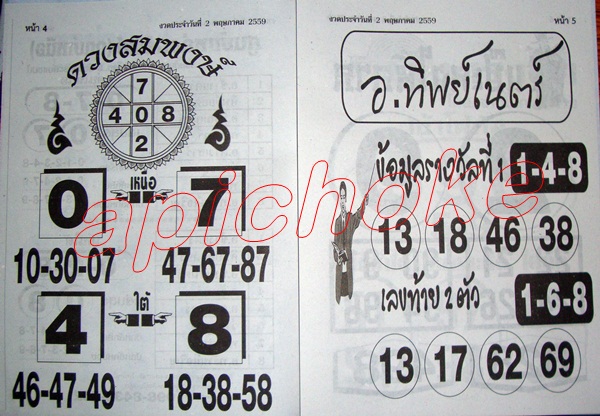 หน้า 4
งวดประจำวันที่ 2 พฤษภาคม 2559
ดวงสมพงษ์
7
4 0 8
2
0 เหนือ 7
10-30-07 47-67-87
4 ใต้ 8
46-47-49 18-38-58
งวดประจำวันที่ 2 พฤษภาคม 2559
หน้า 5
อ.ทิพย์เนตร์
ข้อมูลรางวัลที่ 1 1-4-8
13 18 46 38
เลขท้าย 2 ตัว 1-6-8
13 17 62 69
apichoke